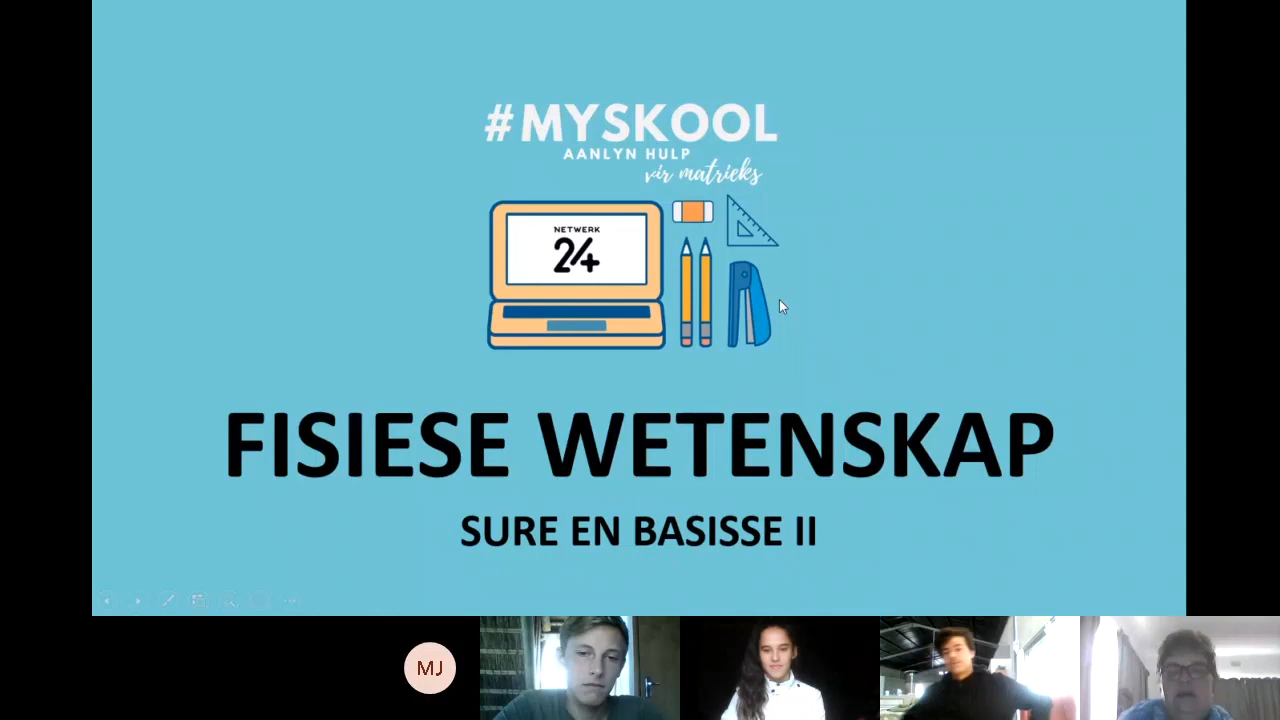 #MYSKOOL
AANLYN HULP
vir matrieks
NETWERK
24
FISIESE WETENSKAP
SURE EN BASISSE II
MJ